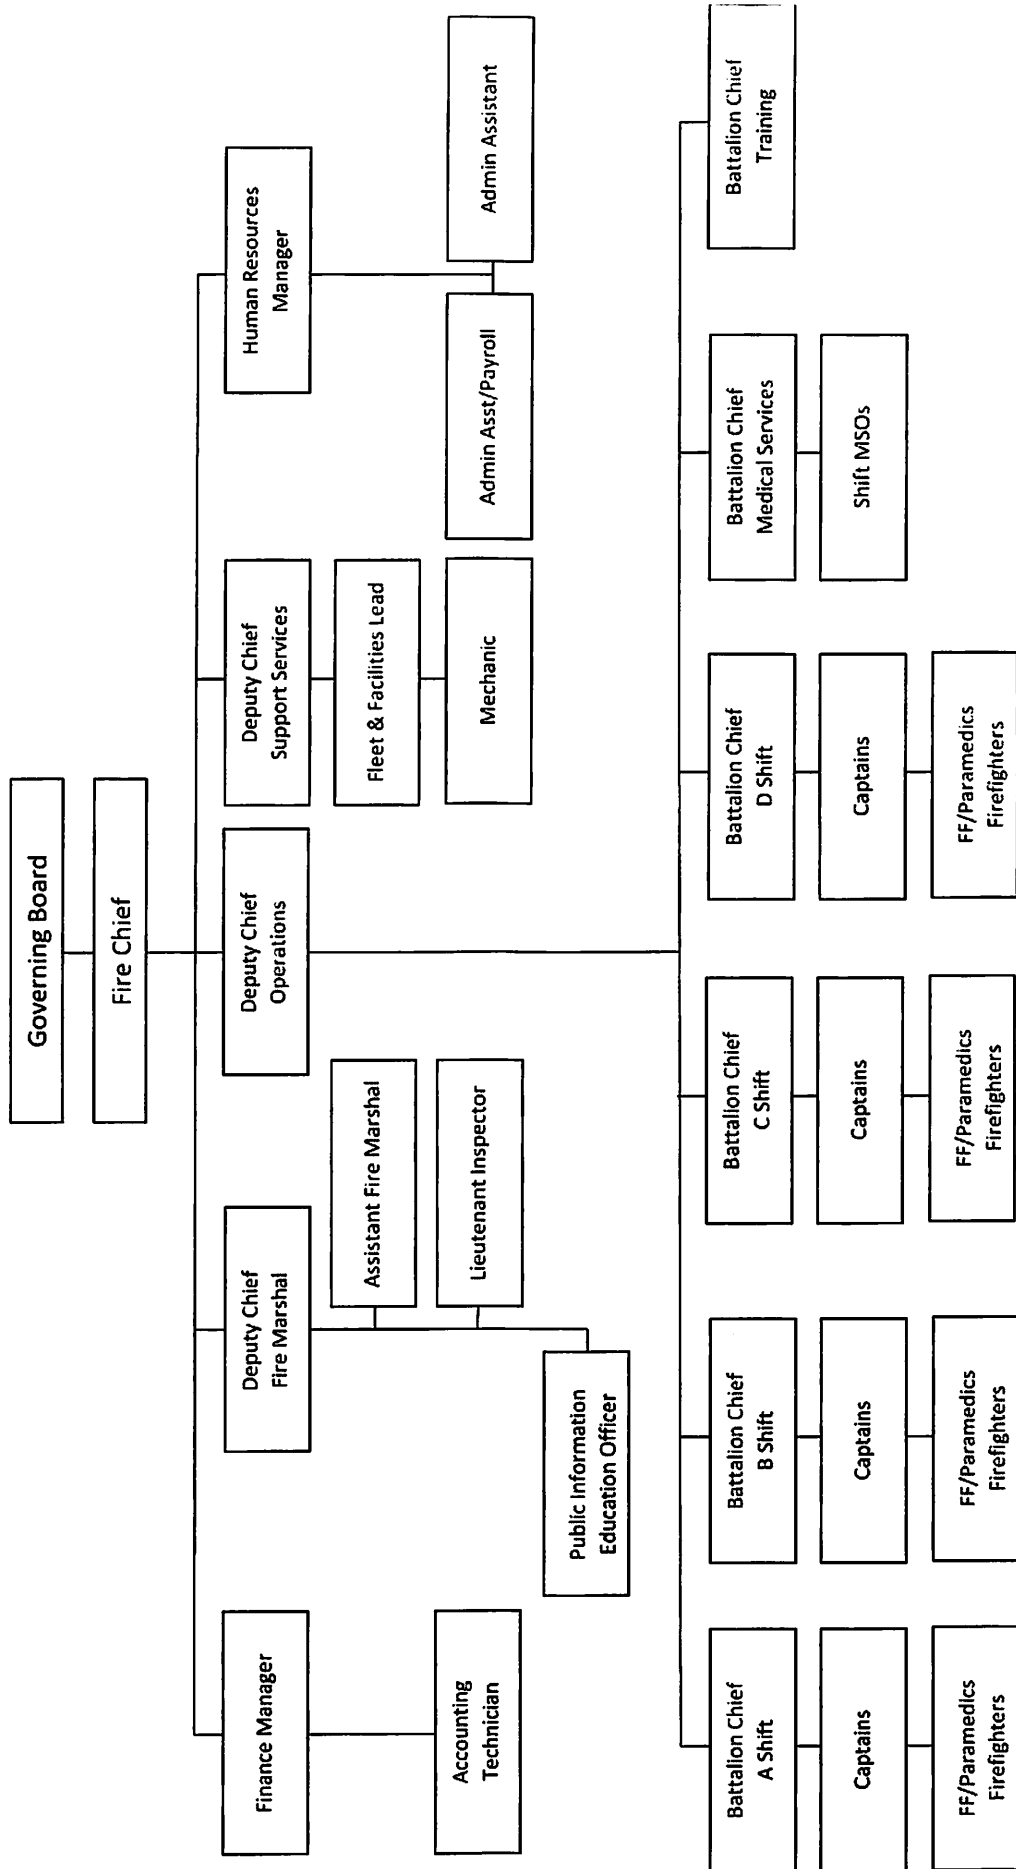 Governing Board
Fire Chief
Finance Manager
Deputy Chief
Fire Marshal
Deputy Chief
Operations
Deputy Chief
Support Services
Human Resources
Manager
Accounting
Technician
Assistant Fire Marshal
Lieutenant Inspector
Public Information
Education Officer
Fleet & Facilities Lead
Mechanic
Admin Asst/Payroll
Admin Assistant
Battalion Chief
A Shift
Battalion Chief
B Shift
Battalion Chief
C Shift
Battalion Chief
D Shift
Battalion Chief
Medical Services
Battalion Chief
Training
Captains
Captains
Captains
Captains
Shift MSOs
FF/Paramedics
Firefighters
FF/Paramedics
Firefighters
FF/Paramedics
Firefighters
FF/Paramedics
Firefighters